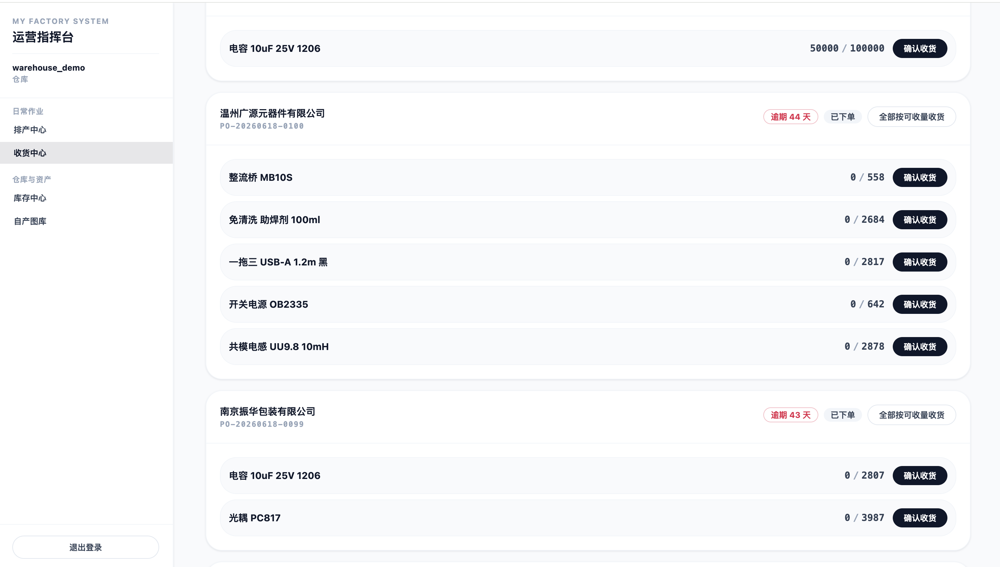 MY FACTORY SYSTEM
运营指挥台
warehouse_demo
仓库
日常作业
排产中心
收货中心
仓库与资产
库存中心
自产图库
退出登录
电容 10uF 25V 1206
50000 / 100000 确认收货
温州广源元器件有限公司
PO-20260618-0100
逾期 44 天 已下单 全部按可收量收货
整流桥 MB10S
0 / 558 确认收货
免清洗 助焊剂 100ml
0 / 2684 确认收货
一拖三 USB-A 1.2m 黑
0 / 2817 确认收货
开关电源 OB2335
0 / 642 确认收货
共模电感 UU9.8 10mH
0 / 2878 确认收货
南京振华包装有限公司
PO-20260618-0099
逾期 43 天 已下单 全部按可收量收货
电容 10uF 25V 1206
0 / 2807 确认收货
光耦 PC817
0 / 3987 确认收货